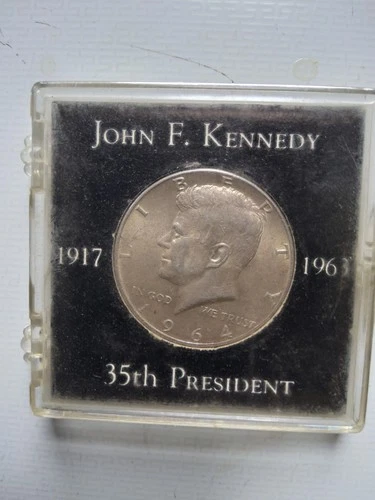 JOHN F. KENNEDY
LIBERTY
1917
1963
IN GOD WE TRUST
1964
35th PRESIDENT